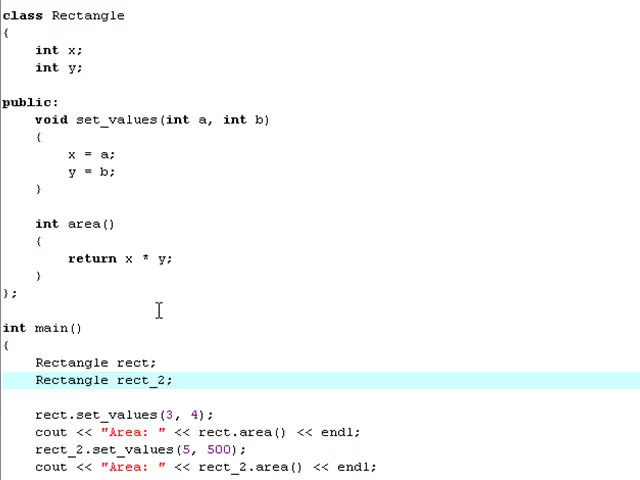 class Rectangle
{
    int x;
    int y;
public:
    void set_values(int a, int b)
    {
        x = a;
        y = b;
    }
    int area()
    {
        return x * y;
    }
};
int main()
{
    Rectangle rect;
    Rectangle rect_2;
    rect.set_values(3, 4);
    cout << "Area: " << rect.area() << endl;
    rect_2.set_values(5, 500);
    cout << "Area: " << rect_2.area() << endl;